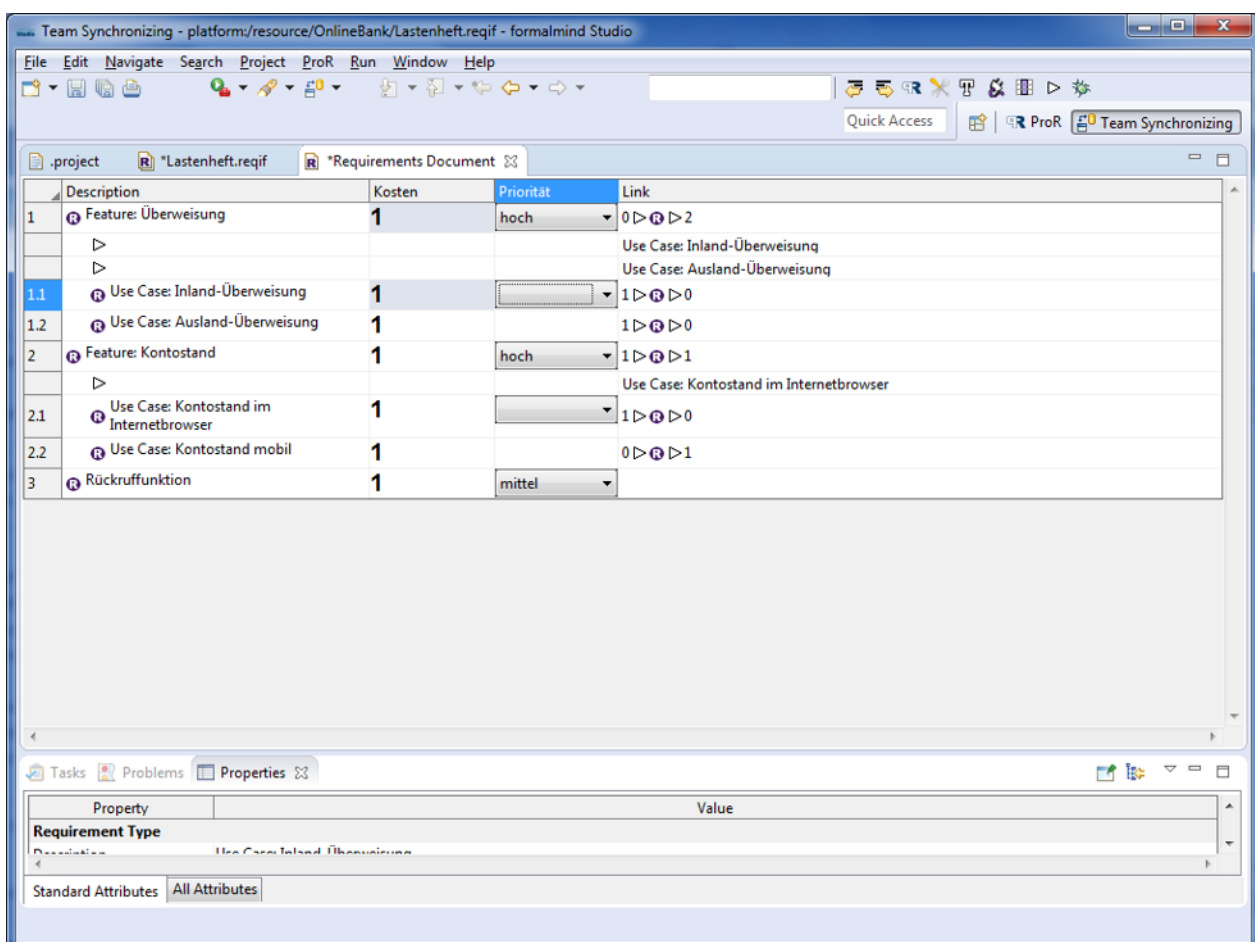 Team Synchronizing - platform:/resource/OnlineBank/Lastenheft.reqif - formalmind Studio
File Edit Navigate Search Project ProR Run Window Help
Quick Access ProR Team Synchronizing
.project *Lastenheft.reqif *Requirements Document
Description Kosten Priorität Link
1 Feature: Überweisung 1 hoch 0 ▷ R ▷ 2
▷ Use Case: Inland-Überweisung
▷ Use Case: Ausland-Überweisung
1.1 Use Case: Inland-Überweisung 1 1 ▷ R ▷ 0
1.2 Use Case: Ausland-Überweisung 1 1 ▷ R ▷ 0
2 Feature: Kontostand 1 hoch 1 ▷ R ▷ 1
▷ Use Case: Kontostand im Internetbrowser
2.1 Use Case: Kontostand im
Internetbrowser 1 1 ▷ R ▷ 0
2.2 Use Case: Kontostand mobil 1 0 ▷ R ▷ 1
3 Rückruffunktion 1 mittel
Tasks Problems Properties
Property Value
Requirement Type
Description Use Case: Inland-Überweisung
Standard Attributes All Attributes